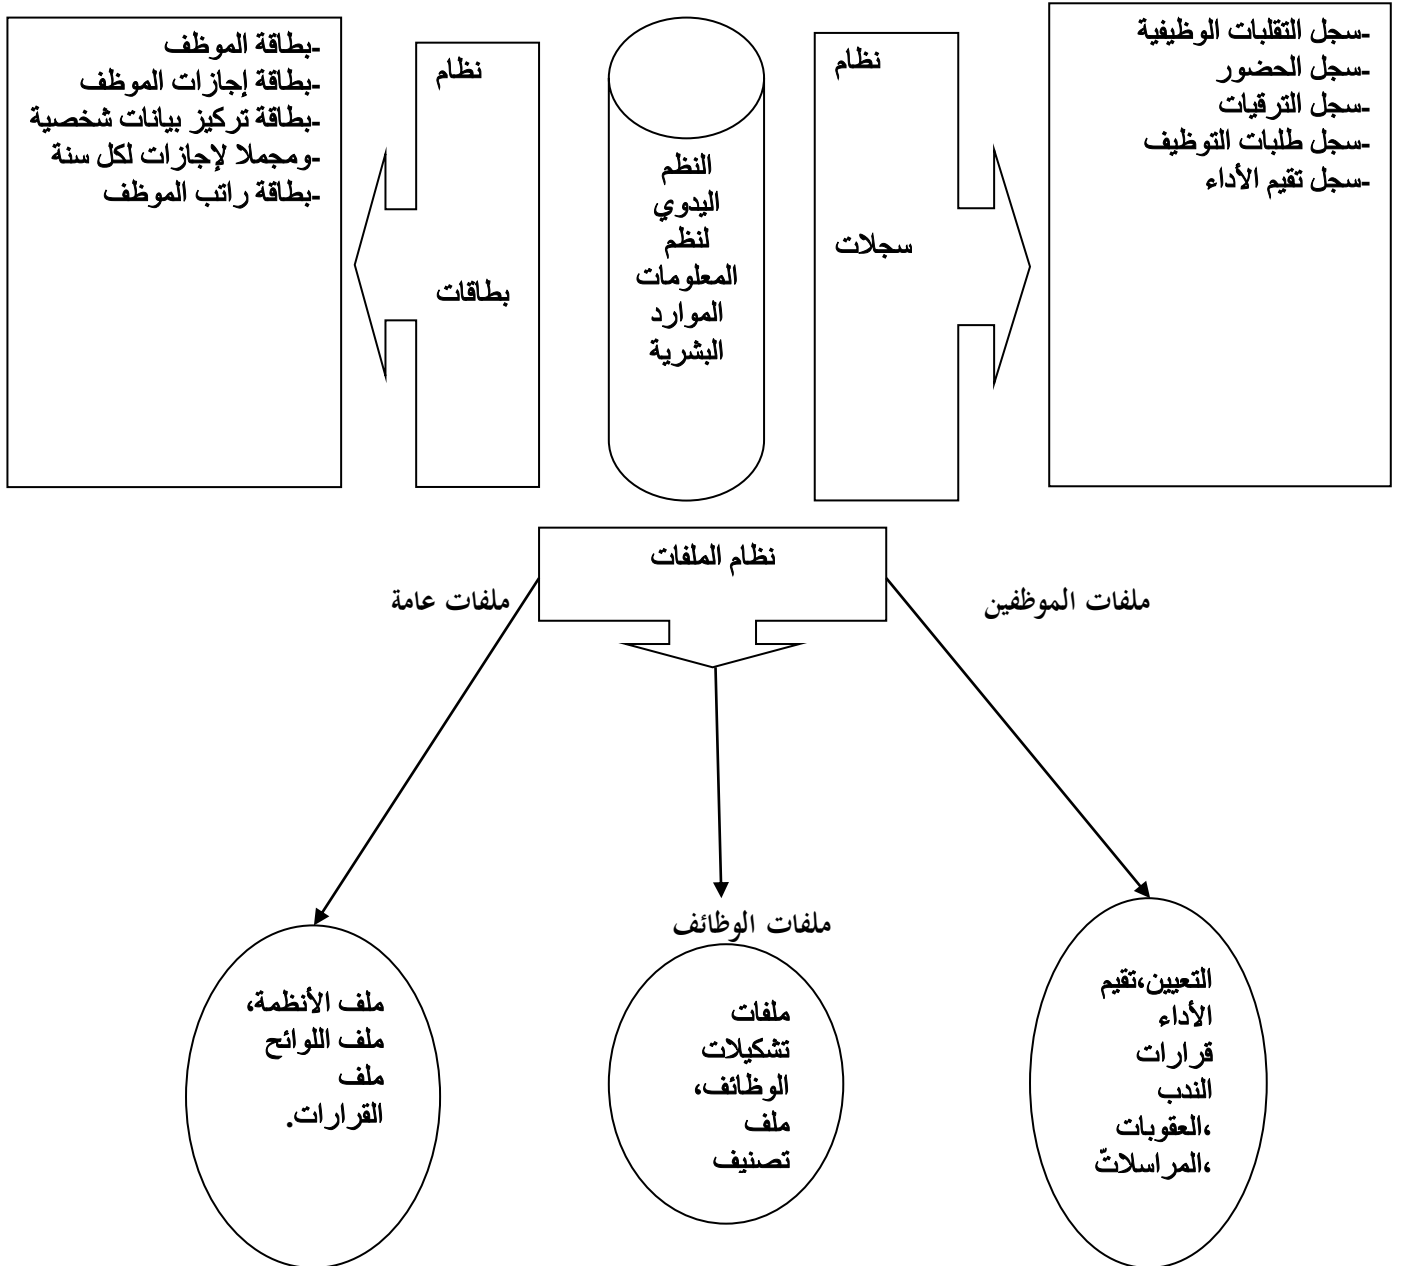 -سجل التقلبات الوظيفية
-سجل الحضور
-سجل الترقيات
-سجل طلبات التوظيف
-سجل تقيم الأداء
نظام
سجلات
النظم
اليدوي
لنظم
المعلومات
الموارد
البشرية
نظام
بطاقات
-بطاقة الموظف
-بطاقة إجازات الموظف
-بطاقة تركيز بيانات شخصية
-ومجملا لإجازات لكل سنة
-بطاقة راتب الموظف
نظام الملفات
ملفات الموظفين
ملفات عامة
ملفات الوظائف
التعيين،تقيم
الأداء
قرارات
الندب
،العقوبات
،المراسلاتّ
ملفات
تشكيلات
الوظائف،
ملف
تصنيف
ملف الأنظمة،
ملف اللوائح
ملف
القرارات.